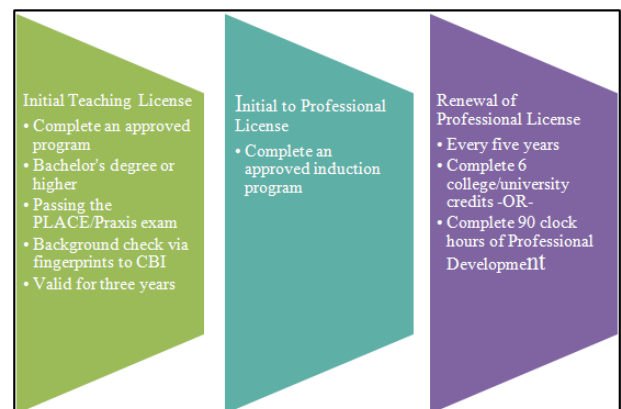 Initial Teaching License
• Complete an approved
program
• Bachelor's degree or
higher
• Passing the
PLACE/Praxis exam
• Background check via
fingerprints to CBI
• Valid for three years
Initial to Professional
License
• Complete an
approved induction
program
Renewal of
Professional License
• Every five years
• Complete 6
college/university
credits -OR-
• Complete 90 clock
hours of Professional
Development